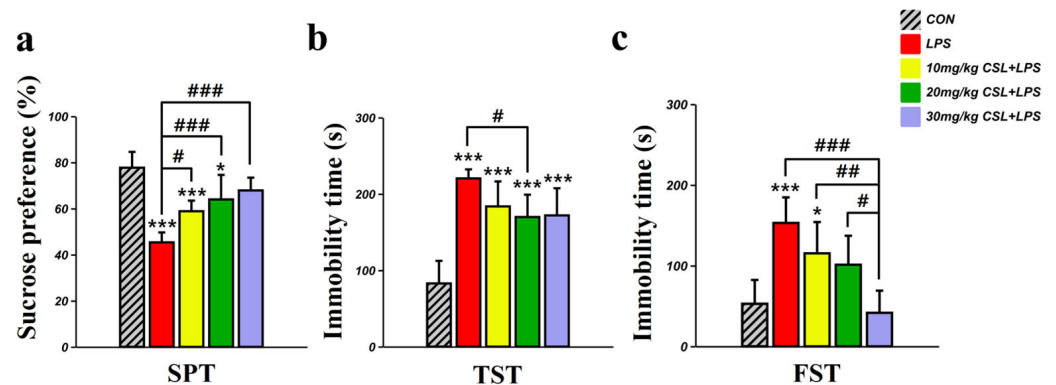 CON
LPS
10mg/kg CSL+LPS
20mg/kg CSL+LPS
30mg/kg CSL+LPS
a
Sucrose preference (%)
100
80
60
40
20
0
###
###
#
***
***
*
SPT
b
Immobility time (s)
300
200
100
0
#
***
***
***
***
TST
c
Immobility time (s)
300
200
100
0
###
##
#
***
*
FST